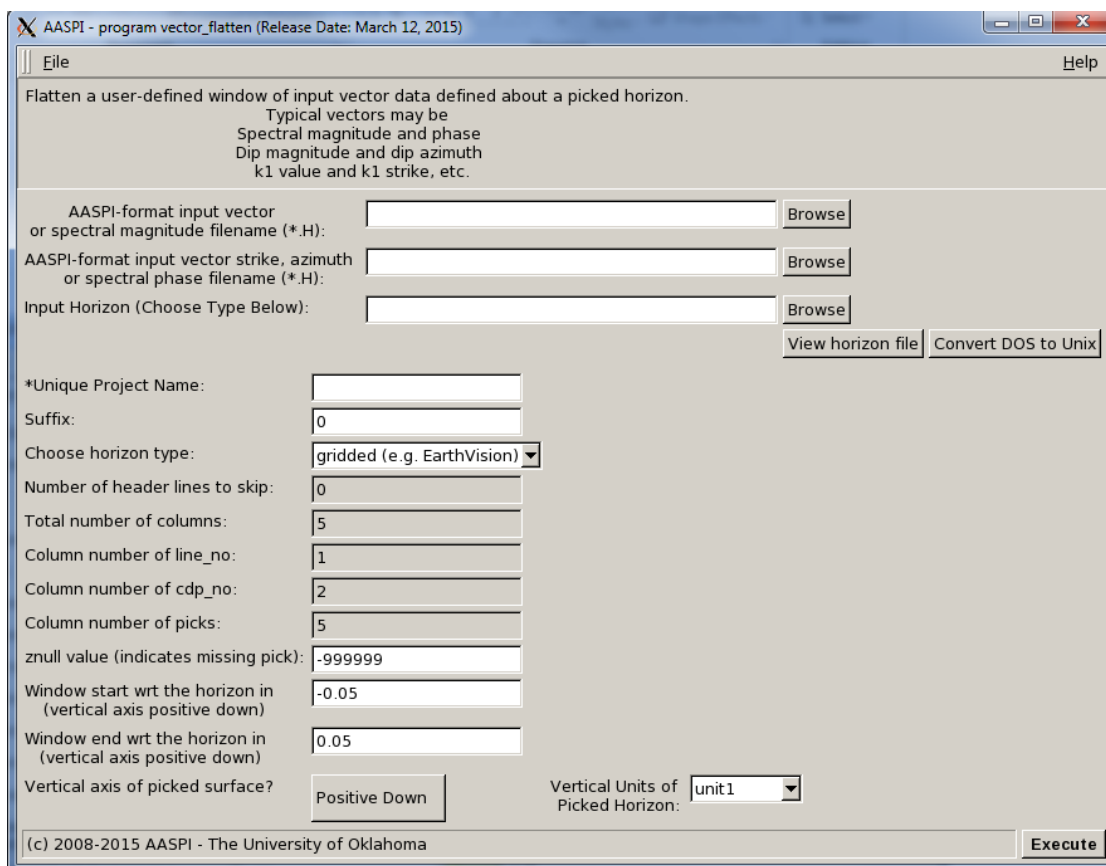 AASPI - program vector_flatten (Release Date: March 12, 2015)
File Help
Flatten a user-defined window of input vector data defined about a picked horizon.
Typical vectors may be
Spectral magnitude and phase
Dip magnitude and dip azimuth
k1 value and k1 strike, etc.
AASPI-format input vector
or spectral magnitude filename (*.H): Browse
AASPI-format input vector strike, azimuth
or spectral phase filename (*.H): Browse
Input Horizon (Choose Type Below): Browse
View horizon file Convert DOS to Unix
*Unique Project Name:
Suffix: 0
Choose horizon type: gridded (e.g. EarthVision)
Number of header lines to skip: 0
Total number of columns: 5
Column number of line_no: 1
Column number of cdp_no: 2
Column number of picks: 5
znull value (indicates missing pick): -999999
Window start wrt the horizon in
(vertical axis positive down) -0.05
Window end wrt the horizon in
(vertical axis positive down) 0.05
Vertical axis of picked surface? Positive Down Vertical Units of
Picked Horizon: unit1
(c) 2008-2015 AASPI - The University of Oklahoma Execute